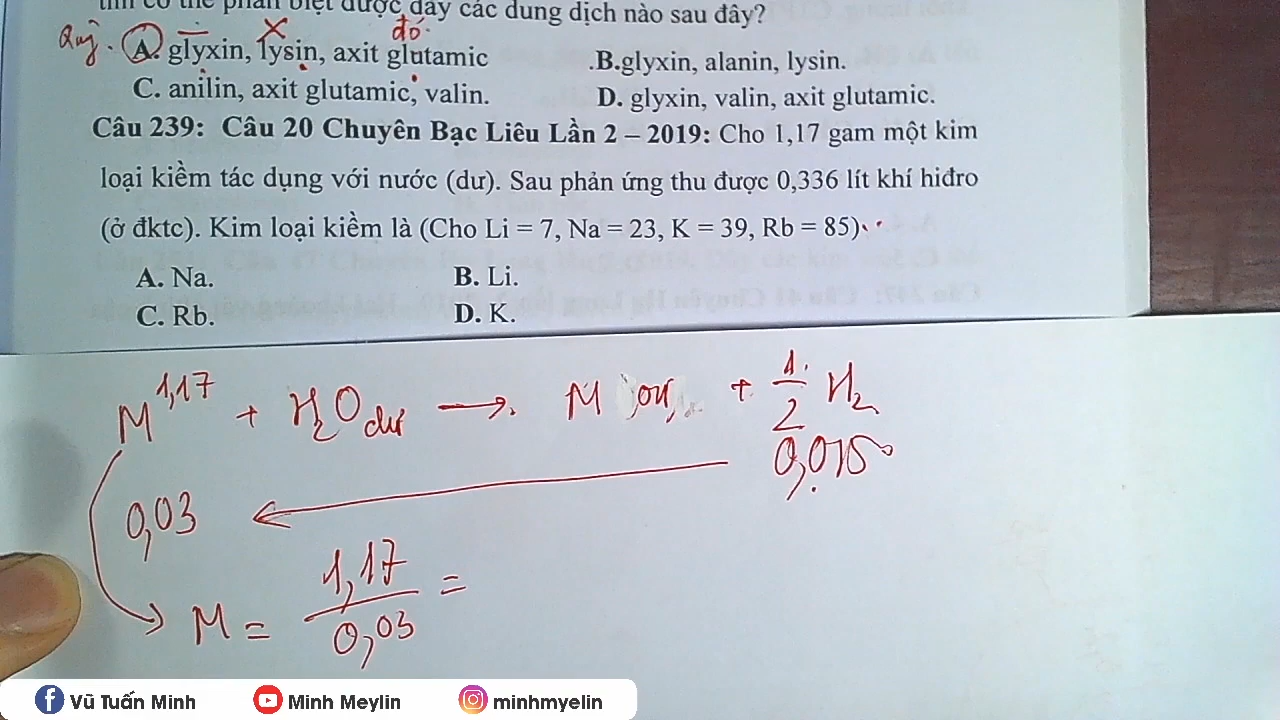 tím có thể phân biệt được dãy các dung dịch nào sau đây?
Quỳ. A. glyxin, lysin, axit glutamic
đỏ
.B.glyxin, alanin, lysin.
C. anilin, axit glutamic, valin.
D. glyxin, valin, axit glutamic.
Câu 239: Câu 20 Chuyên Bạc Liêu Lần 2 – 2019: Cho 1,17 gam một kim
loại kiềm tác dụng với nước (dư). Sau phản ứng thu được 0,336 lít khí hiđro
(ở đktc). Kim loại kiềm là (Cho Li = 7, Na = 23, K = 39, Rb = 85)
A. Na.
B. Li.
C. Rb.
D. K.
M 1,17 + H2O dư → M OH + 1/2 H2
0,03 ← 0,015
M = 1,17/0,03 =
Vũ Tuấn Minh
Minh Meylin
minhmyelin